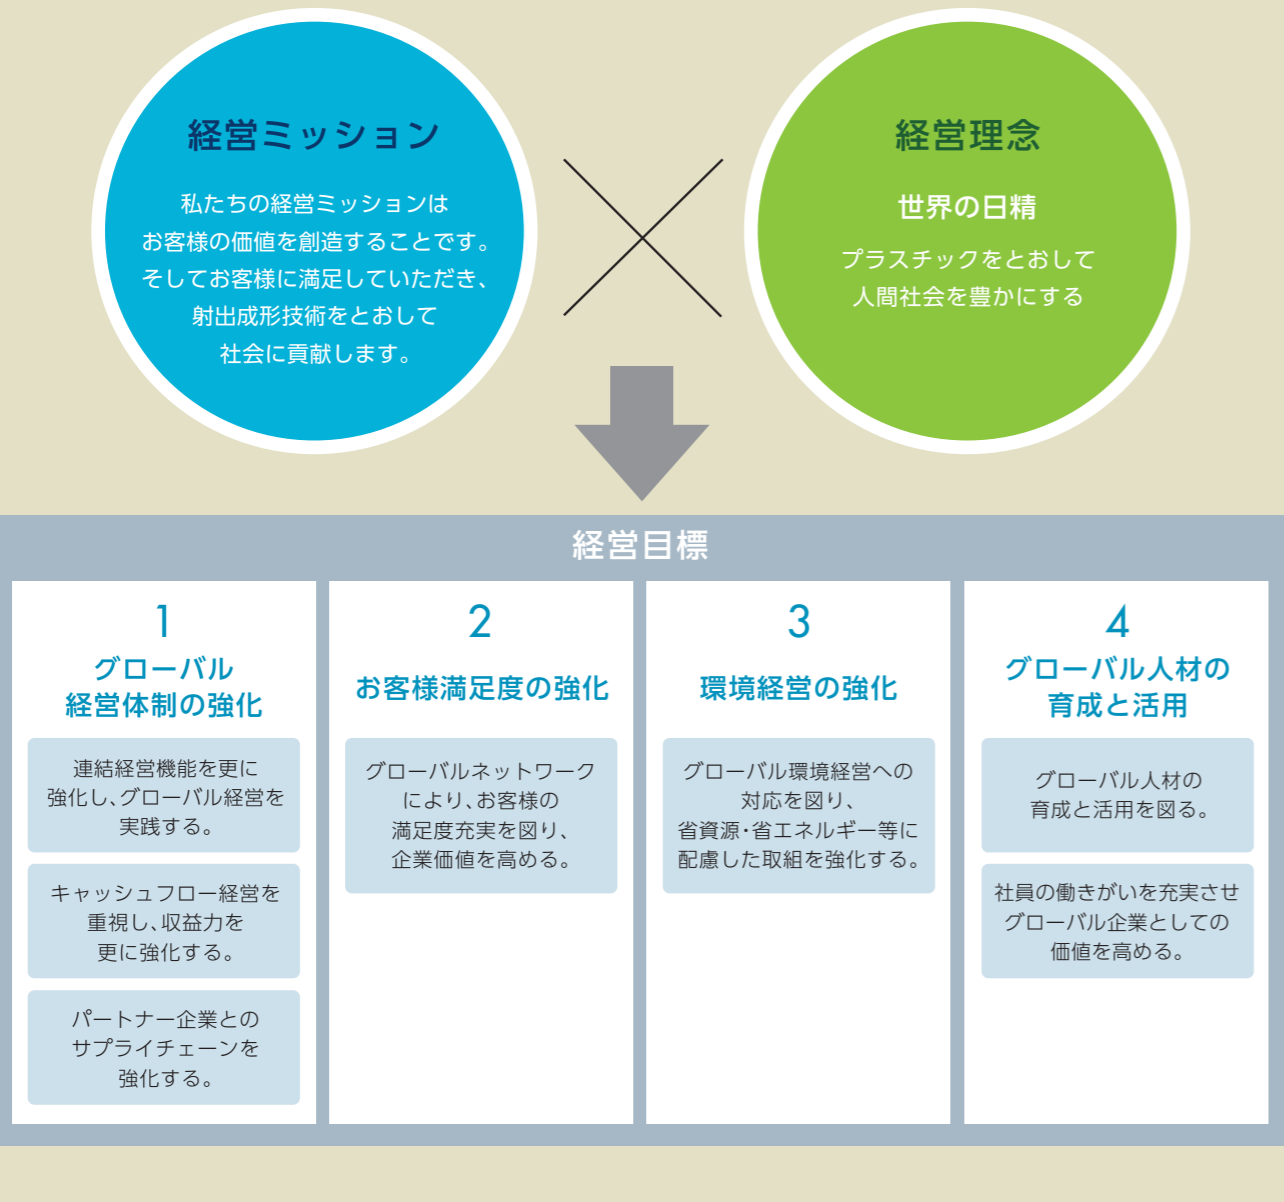 経営ミッション
私たちの経営ミッションは
お客様の価値を創造することです。
そしてお客様に満足していただき、
射出成形技術をとおして
社会に貢献します。
経営理念
世界の日精
プラスチックをとおして
人間社会を豊かにする
経営目標
1
グローバル
経営体制の強化
連結経営機能を更に
強化し、グローバル経営を
実践する。
キャッシュフロー経営を
重視し、収益力を
更に強化する。
パートナー企業との
サプライチェーンを
強化する。
2
お客様満足度の強化
グローバルネットワーク
により、お客様の
満足度充実を図り、
企業価値を高める。
3
環境経営の強化
グローバル環境経営への
対応を図り、
省資源・省エネルギー等に
配慮した取組を強化する。
4
グローバル人材の
育成と活用
グローバル人材の
育成と活用を図る。
社員の働きがいを充実させ
グローバル企業としての
価値を高める。